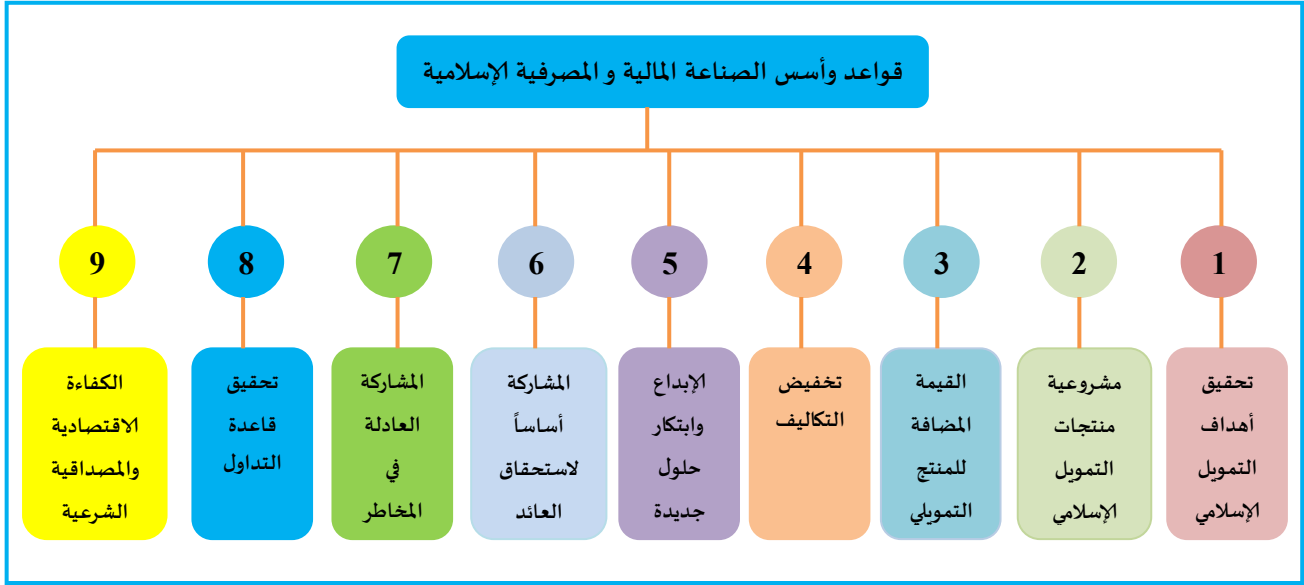 قواعد وأسس الصناعة المالية و المصرفية الإسلامية
1
تحقيق
أهداف
التمويل
الإسلامي
2
مشروعية
منتجات
التمويل
الإسلامي
3
القيمة
المضافة
للمنتج
التمويلي
4
تخفيض
التكاليف
5
الإبداع
وابتكار
حلول
جديدة
6
المشاركة
أساساً
لاستحقاق
العائد
7
المشاركة
العادلة
في
المخاطر
8
تحقيق
قاعدة
التداول
9
الكفاءة
الاقتصادية
والمصداقية
الشرعية